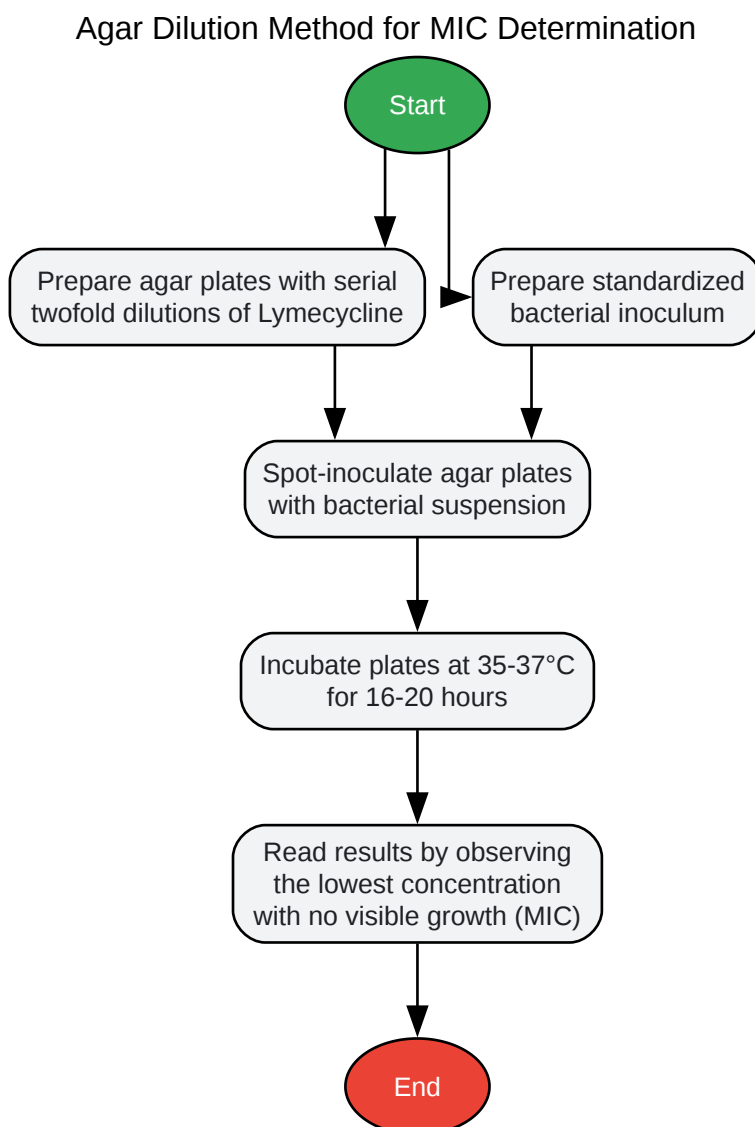 Agar Dilution Method for MIC Determination
Start
Prepare agar plates with serial
twofold dilutions of Lymecycline
Prepare standardized
bacterial inoculum
Spot-inoculate agar plates
with bacterial suspension
Incubate plates at 35-37°C
for 16-20 hours
Read results by observing
the lowest concentration
with no visible growth (MIC)
End